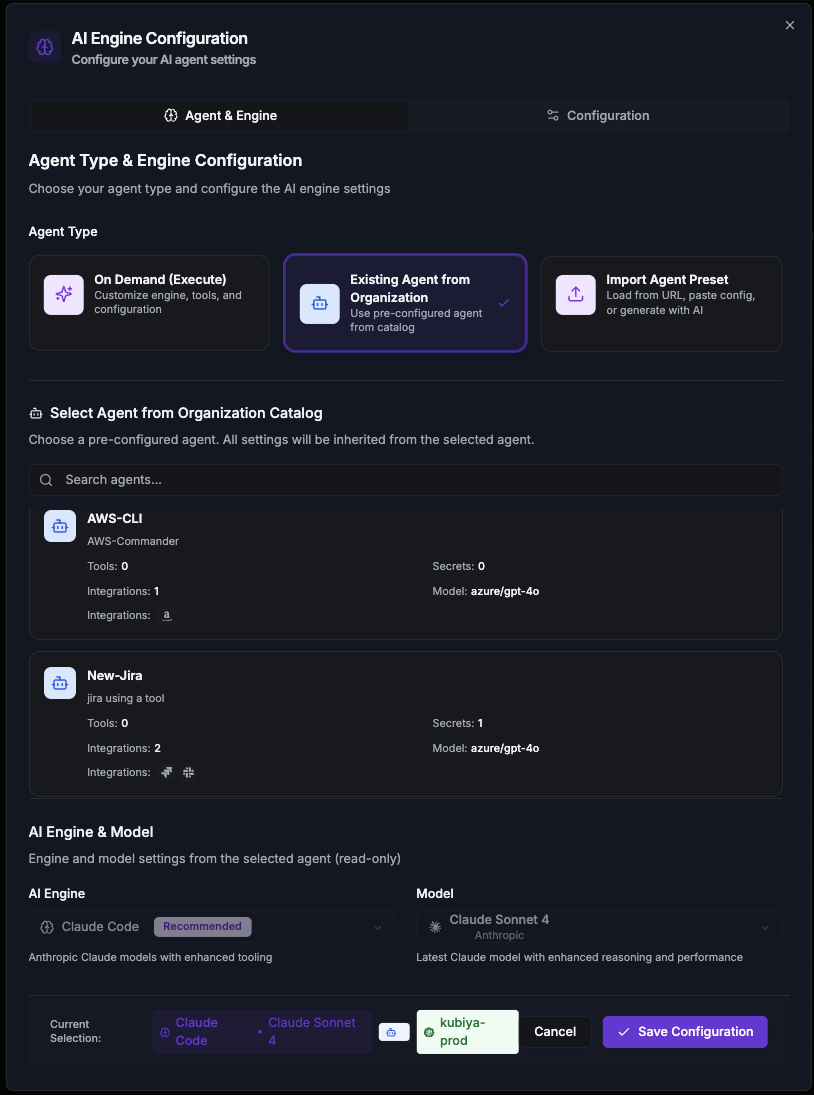 AI Engine Configuration
Configure your AI agent settings
Agent & Engine
Configuration
Agent Type & Engine Configuration
Choose your agent type and configure the AI engine settings
Agent Type
On Demand (Execute)
Customize engine, tools, and
configuration
Existing Agent from
Organization
Use pre-configured agent
from catalog
Import Agent Preset
Load from URL, paste config,
or generate with AI
Select Agent from Organization Catalog
Choose a pre-configured agent. All settings will be inherited from the selected agent.
Search agents...
AWS-CLI
AWS-Commander
Tools: 0
Secrets: 0
Integrations: 1
Model: azure/gpt-4o
Integrations: a
New-Jira
jira using a tool
Tools: 0
Secrets: 1
Integrations: 2
Model: azure/gpt-4o
Integrations:
AI Engine & Model
Engine and model settings from the selected agent (read-only)
AI Engine
Claude Code Recommended
Anthropic Claude models with enhanced tooling
Model
Claude Sonnet 4
Anthropic
Latest Claude model with enhanced reasoning and performance
Current
Selection:
Claude
Code
• Claude Sonnet
4
kubiya-
prod
Cancel
Save Configuration